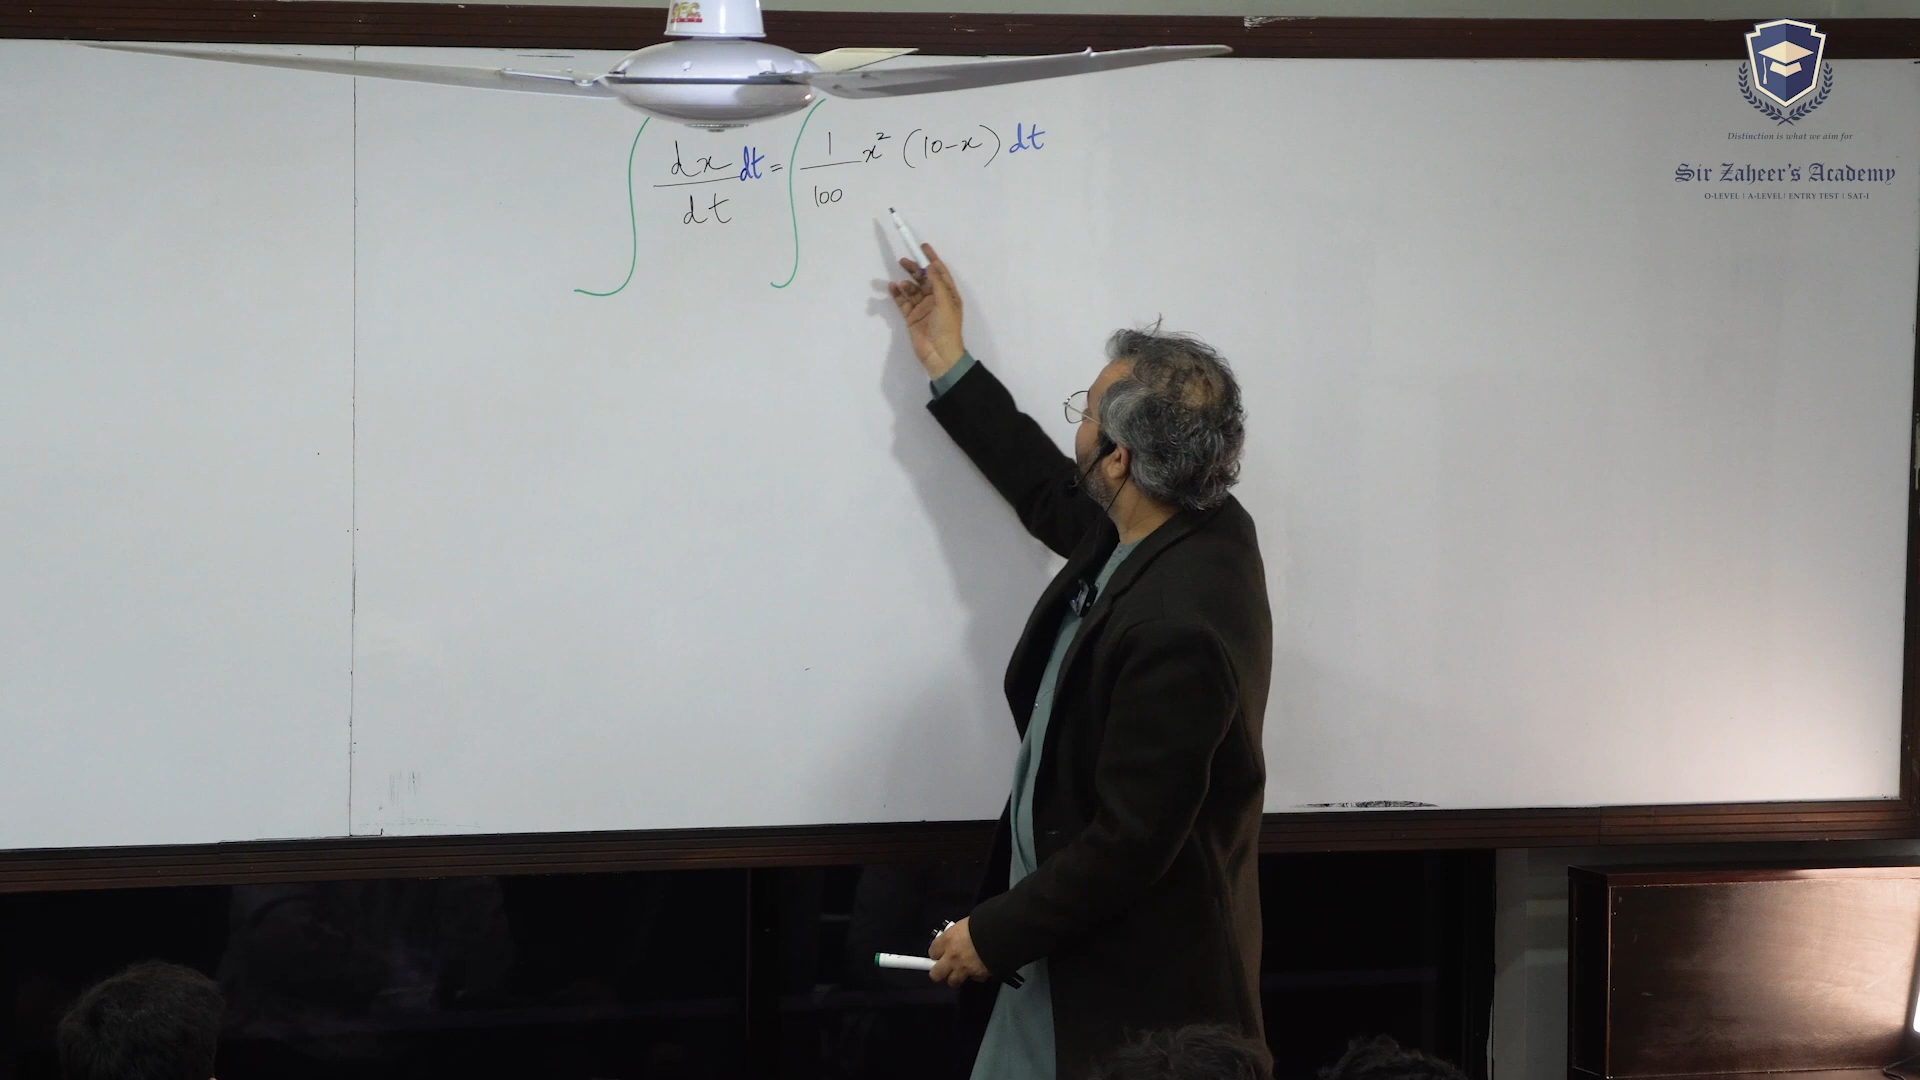 GFC
∫ dx/dt dt = ∫ 1/100 x² (10-x) dt
Distinction is what we aim for
Sir Zaheer's Academy
O-LEVEL | A-LEVEL | ENTRY TEST | SAT-I